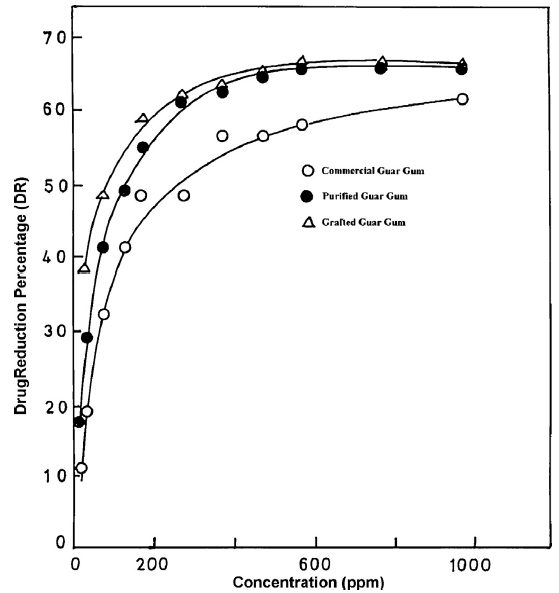 70
60
50
40
30
20
10
0
DrugReduction Percentage (DR)
Commercial Guar Gum
Purified Guar Gum
Grafted Guar Gum
0 200 600 1000
Concentration (ppm)